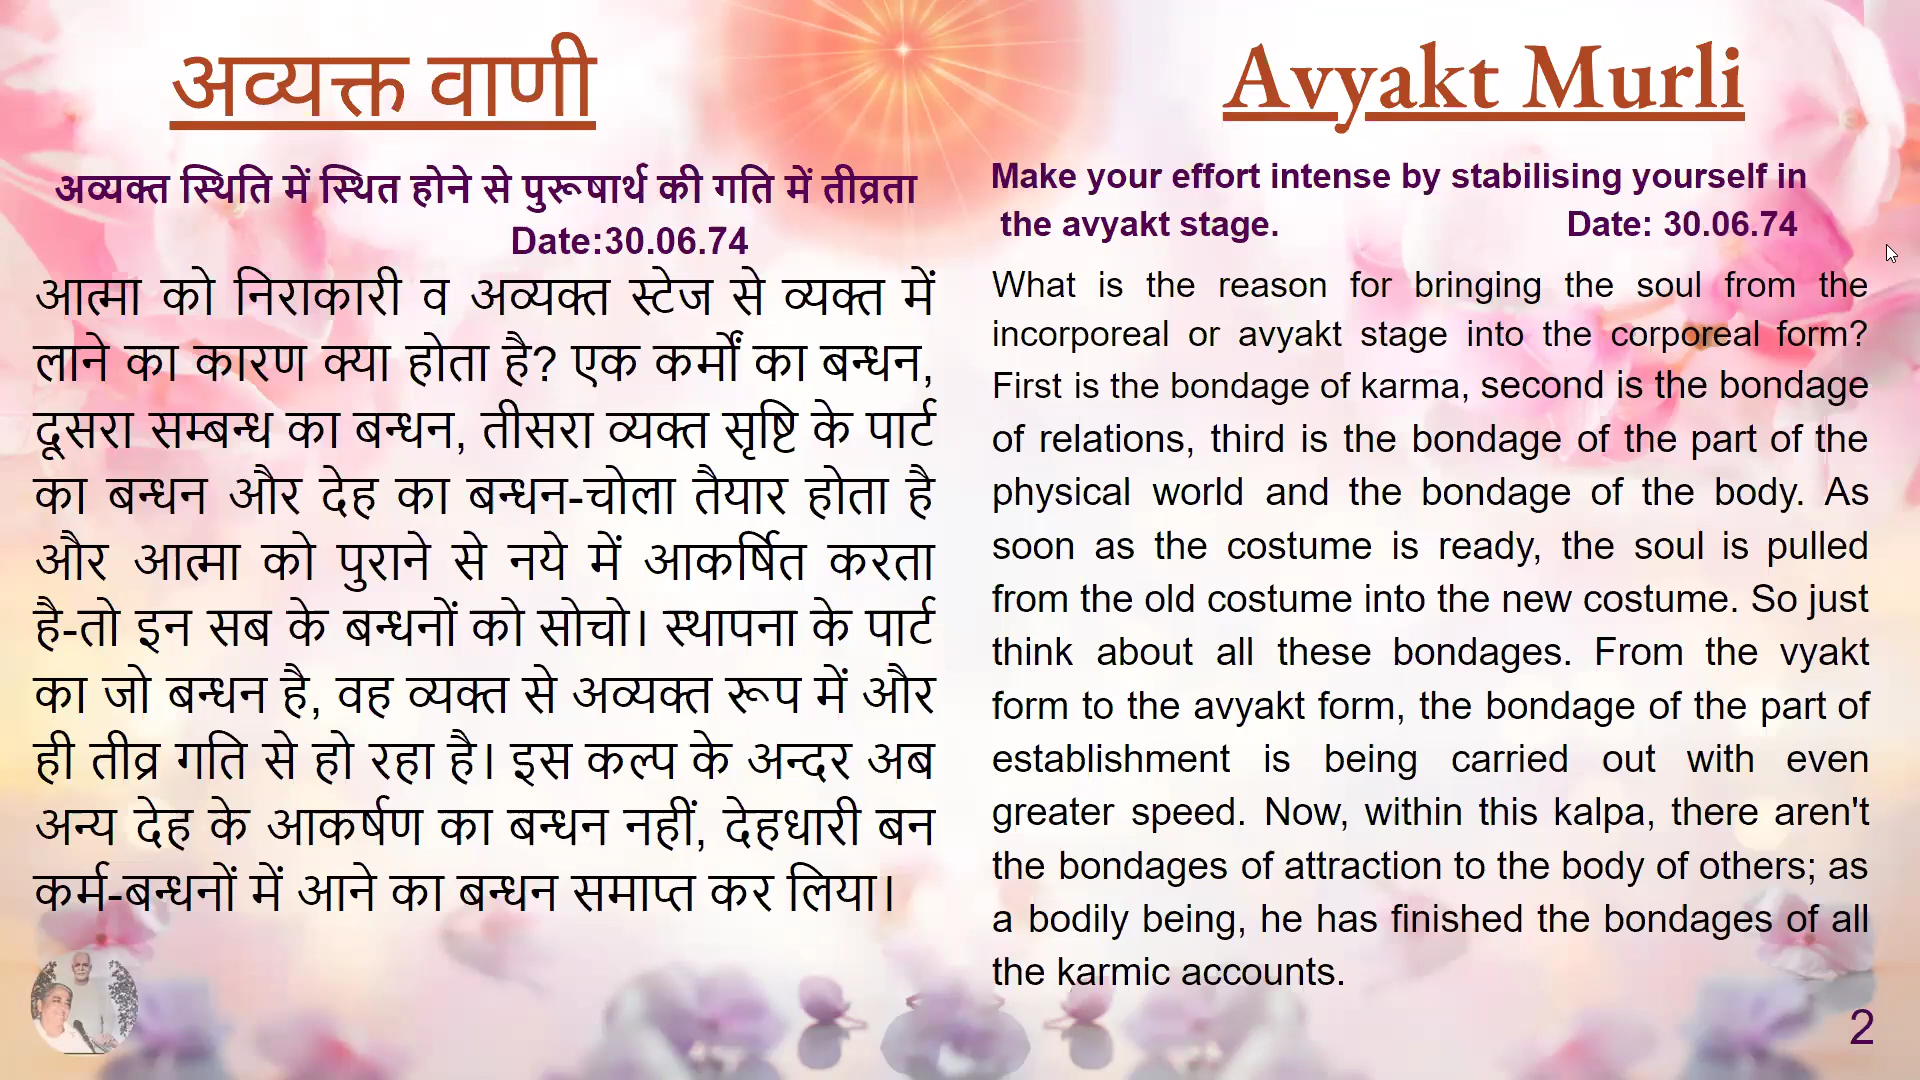 अव्यक्त वाणी
अव्यक्त स्थिति में स्थित होने से पुरूषार्थ की गति में तीव्रता
Date:30.06.74
आत्मा को निराकारी व अव्यक्त स्टेज से व्यक्त में
लाने का कारण क्या होता है? एक कर्मों का बन्धन,
दूसरा सम्बन्ध का बन्धन, तीसरा व्यक्त सृष्टि के पार्ट
का बन्धन और देह का बन्धन-चोला तैयार होता है
और आत्मा को पुराने से नये में आकर्षित करता
है-तो इन सब के बन्धनों को सोचो। स्थापना के पार्ट
का जो बन्धन है, वह व्यक्त से अव्यक्त रूप में और
ही तीव्र गति से हो रहा है। इस कल्प के अन्दर अब
अन्य देह के आकर्षण का बन्धन नहीं, देहधारी बन
कर्म-बन्धनों में आने का बन्धन समाप्त कर लिया।
Avyakt Murli
Make your effort intense by stabilising yourself in
the avyakt stage. Date: 30.06.74
What is the reason for bringing the soul from the
incorporeal or avyakt stage into the corporeal form?
First is the bondage of karma, second is the bondage
of relations, third is the bondage of the part of the
physical world and the bondage of the body. As
soon as the costume is ready, the soul is pulled
from the old costume into the new costume. So just
think about all these bondages. From the vyakt
form to the avyakt form, the bondage of the part of
establishment is being carried out with even
greater speed. Now, within this kalpa, there aren't
the bondages of attraction to the body of others; as
a bodily being, he has finished the bondages of all
the karmic accounts.
2